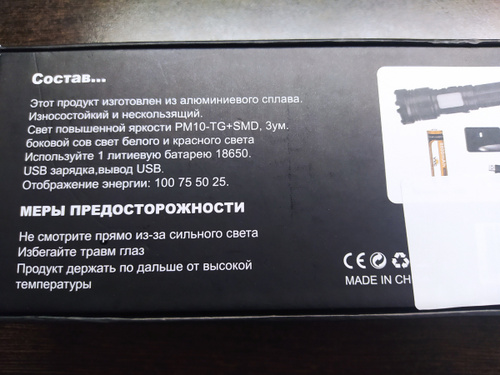 Состав...
Этот продукт изготовлен из алюминиевого сплава.
Износостойкий и нескользящий.
Свет повышенной яркости PM10-TG+SMD, 3ум.
боковой сов свет белого и красного света
Используйте 1 литиевую батарею 18650.
USB зарядка,вывод USB.
Отображение энергии: 100 75 50 25.
МЕРЫ ПРЕДОСТОРОЖНОСТИ
Не смотрите прямо из-за сильного света
Избегайте травм глаз
Продукт держать по дальше от высокой
температуры
CE
MADE IN CH